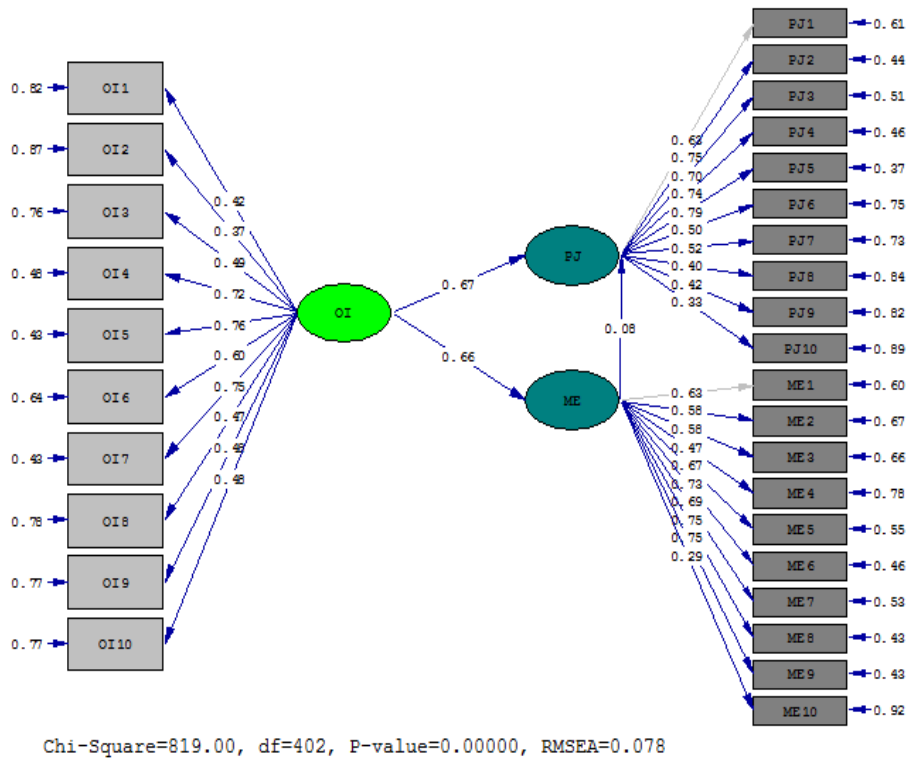 0.82 OI1
0.87 OI2
0.76 OI3
0.48 OI4
0.43 OI5
0.64 OI6
0.43 OI7
0.78 OI8
0.77 OI9
0.77 OI10
0.42
0.37
0.49
0.72
0.76
0.60
0.75
0.47
0.48
0.48
OI
0.67
0.66
PJ
0.08
ME
0.63
0.75
0.70
0.74
0.79
0.50
0.52
0.40
0.42
0.33
0.63
0.58
0.58
0.47
0.67
0.73
0.69
0.75
0.75
0.29
PJ1 0.61
PJ2 0.44
PJ3 0.51
PJ4 0.46
PJ5 0.37
PJ6 0.75
PJ7 0.73
PJ8 0.84
PJ9 0.82
PJ10 0.89
ME1 0.60
ME2 0.67
ME3 0.66
ME4 0.78
ME5 0.55
ME6 0.46
ME7 0.53
ME8 0.43
ME9 0.43
ME10 0.92
Chi-Square=819.00, df=402, P-value=0.00000, RMSEA=0.078